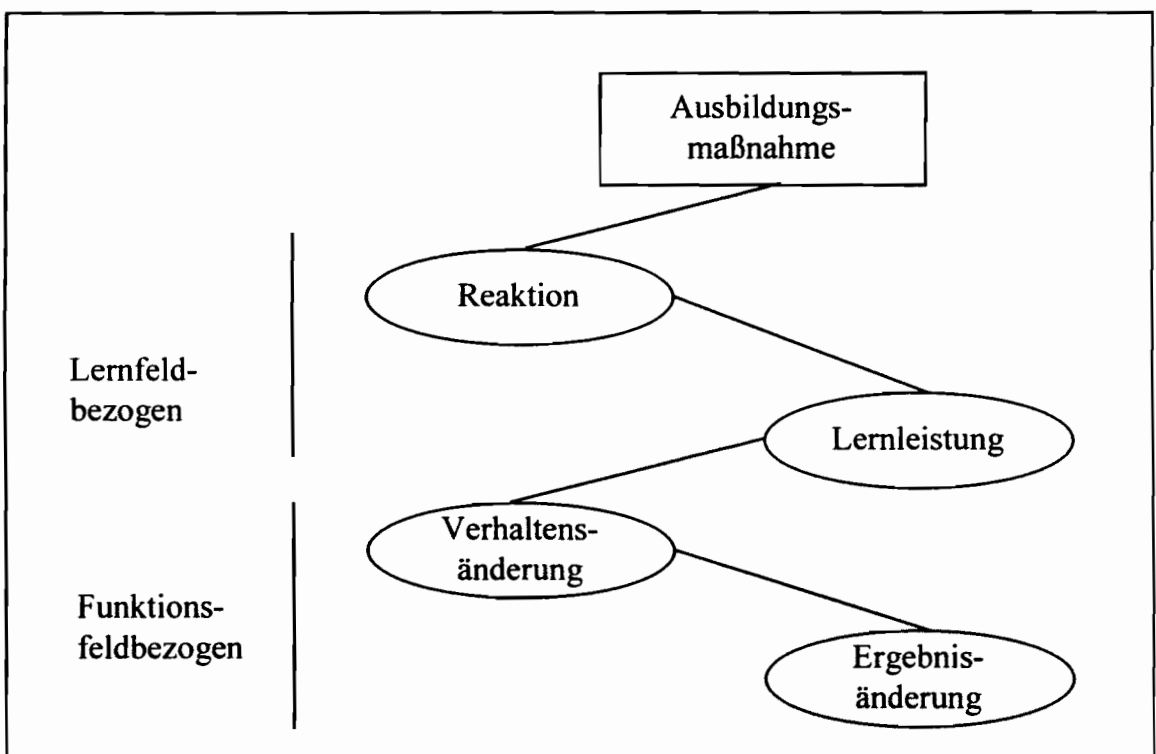 Ausbildungs-
maßnahme
Reaktion
Lernfeld-
bezogen
Lernleistung
Verhaltens-
änderung
Funktions-
feldbezogen
Ergebnis-
änderung